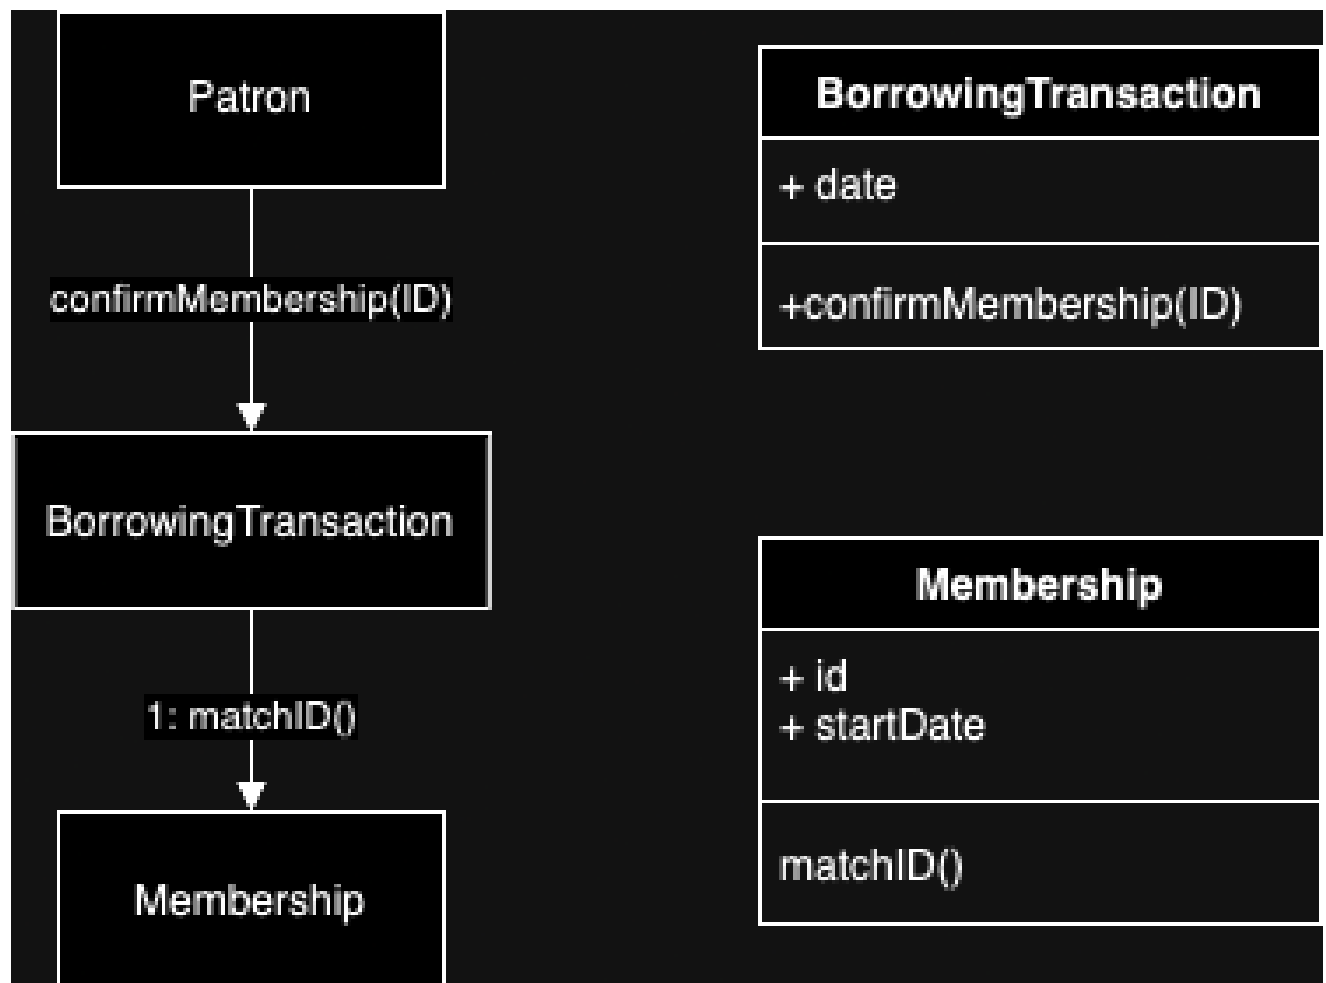 Patron
confirmMembership(ID)
BorrowingTransaction
1: matchID()
Membership
BorrowingTransaction
+ date
+confirmMembership(ID)
Membership
+ id
+ startDate
matchID()